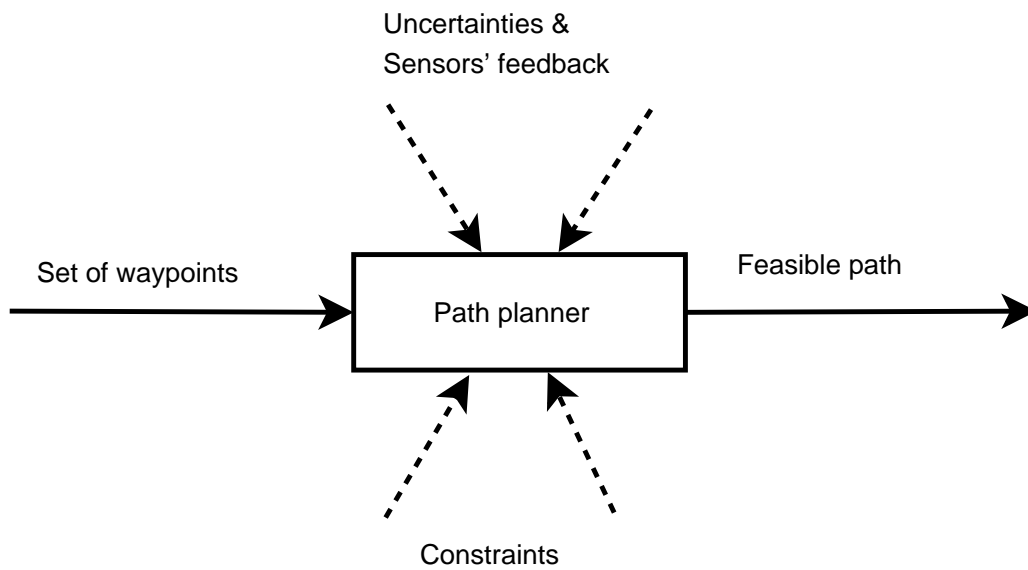 Uncertainties &
Sensors’ feedback
Set of waypoints
Feasible path
Path planner
Constraints